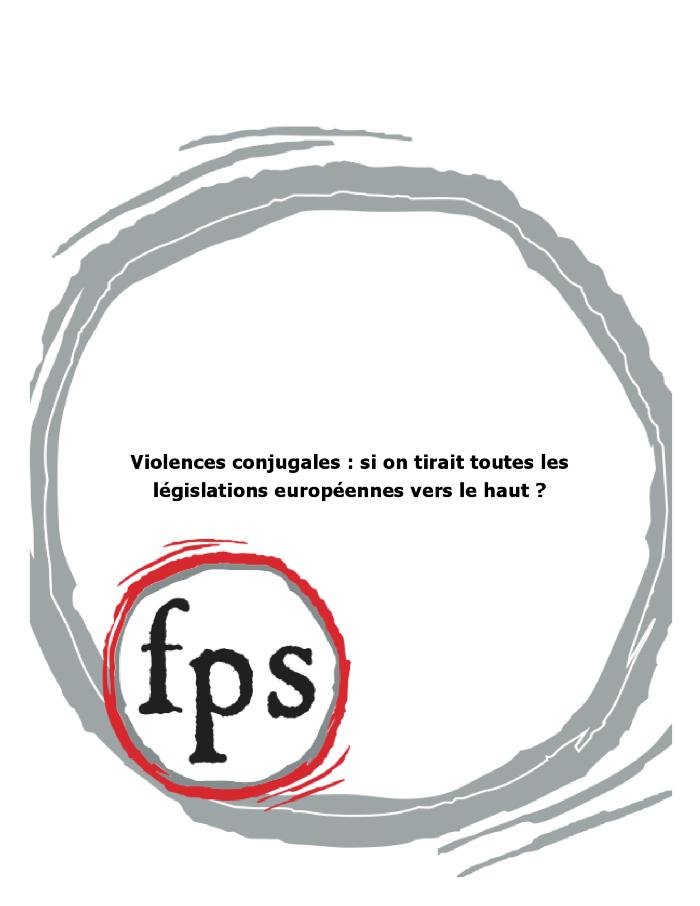 Violences conjugales : si on tirait toutes les
législations européennes vers le haut ?
fps